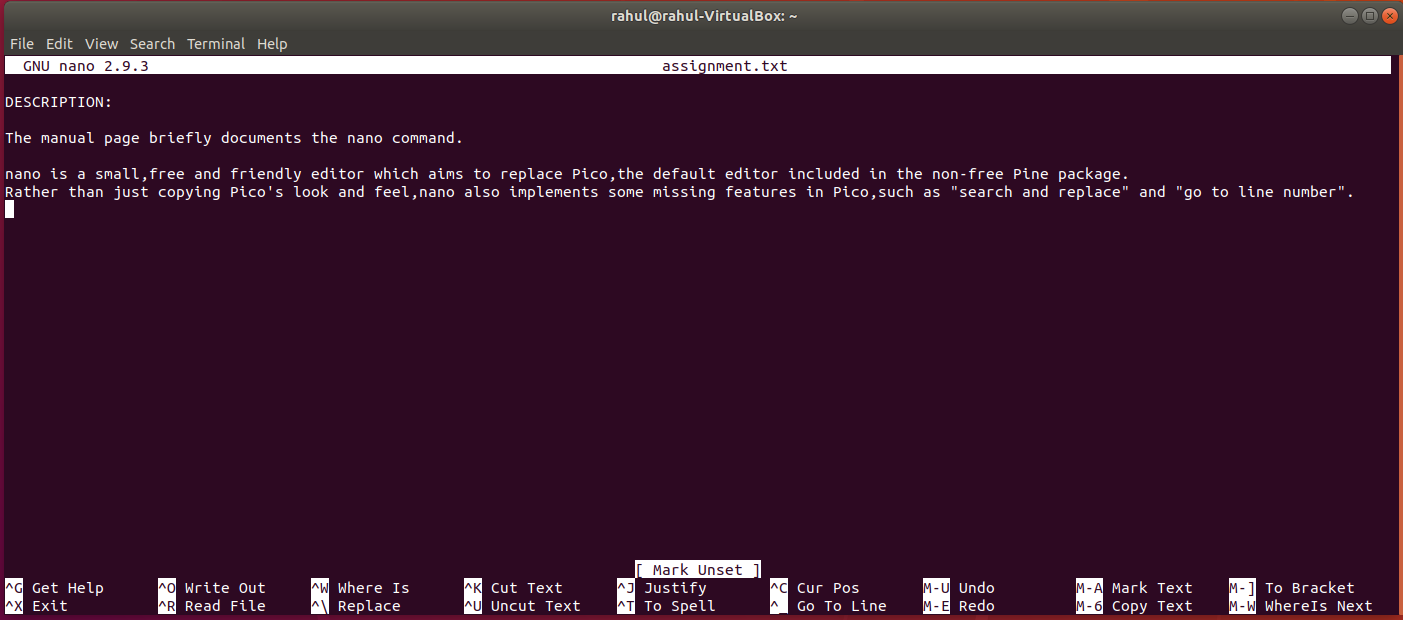 rahul@rahul-VirtualBox: ~
File Edit View Search Terminal Help
GNU nano 2.9.3 assignment.txt
DESCRIPTION:
The manual page briefly documents the nano command.
nano is a small,free and friendly editor which aims to replace Pico,the default editor included in the non-free Pine package.
Rather than just copying Pico's look and feel,nano also implements some missing features in Pico,such as "search and replace" and "go to line number".
[ Mark Unset ]
^G Get Help ^O Write Out ^W Where Is ^K Cut Text ^J Justify ^C Cur Pos M-U Undo M-A Mark Text M-] To Bracket
^X Exit ^R Read File ^\ Replace ^U Uncut Text ^T To Spell ^_ Go To Line M-E Redo M-6 Copy Text M-W WhereIs Next